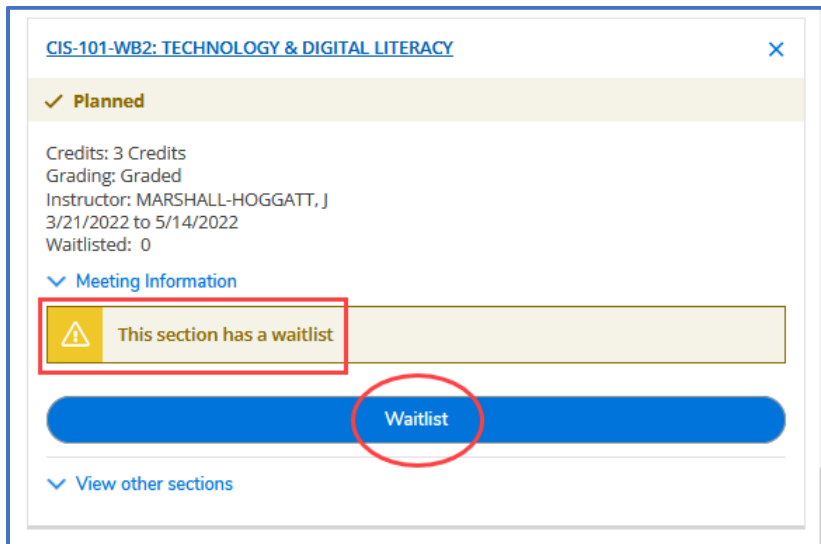 CIS-101-WB2: TECHNOLOGY & DIGITAL LITERACY
Planned
Credits: 3 Credits
Grading: Graded
Instructor: MARSHALL-HOGGATT, J
3/21/2022 to 5/14/2022
Waitlisted: 0
Meeting Information
This section has a waitlist
Waitlist
View other sections